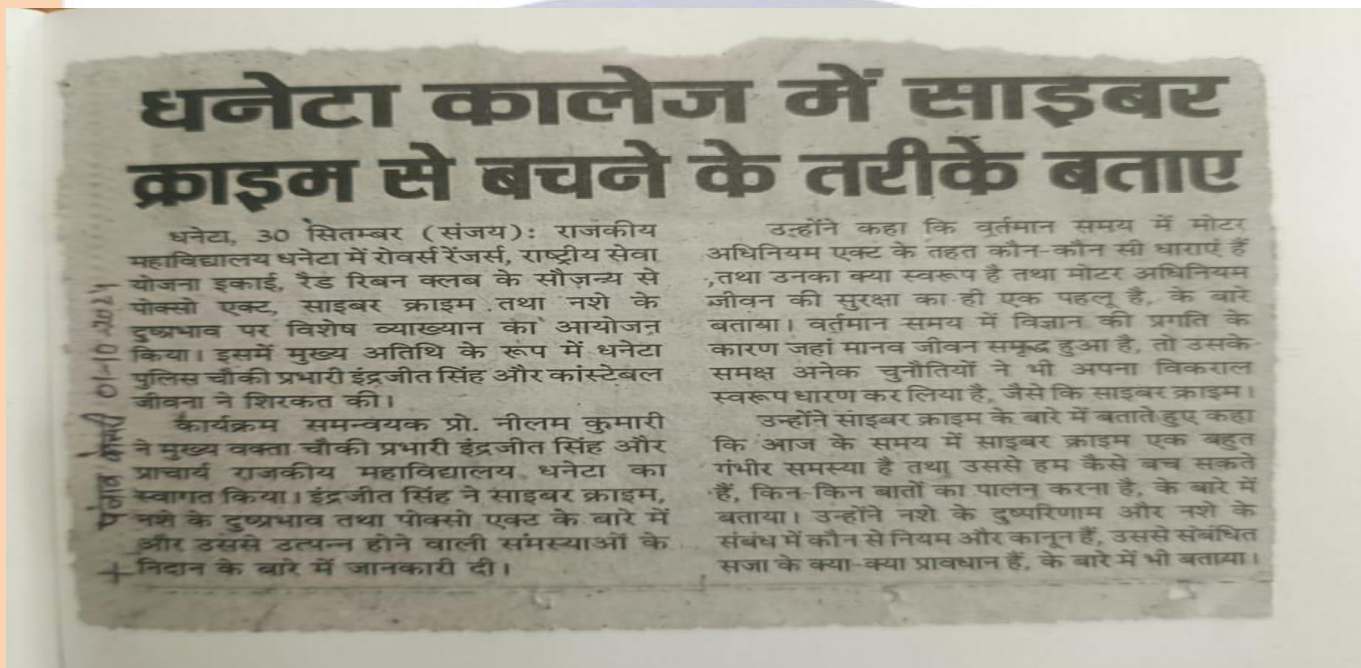 धनेटा कालेज में साइबर
क्राइम से बचने के तरीके बताए
धनेटा, 30 सितम्बर (संजय): राजकीय
महाविद्यालय धनेटा में रोवर्स रेंजर्स, राष्ट्रीय सेवा
योजना इकाई, रैड रिबन क्लब के सौजन्य से
पोक्सो एक्ट, साइबर क्राइम तथा नशे के
दुष्प्रभाव पर विशेष व्याख्यान का आयोजन
किया। इसमें मुख्य अतिथि के रूप में धनेटा
पुलिस चौकी प्रभारी इंद्रजीत सिंह और कांस्टेबल
जीवना ने शिरकत की।
कार्यक्रम समन्वयक प्रो. नीलम कुमारी
ने मुख्य वक्ता चौकी प्रभारी इंद्रजीत सिंह और
प्राचार्य राजकीय महाविद्यालय धनेटा का
स्वागत किया। इंद्रजीत सिंह ने साइबर क्राइम,
नशे के दुष्प्रभाव तथा पोक्सो एक्ट के बारे में
और उससे उत्पन्न होने वाली समस्याओं के
निदान के बारे में जानकारी दी।
उन्होंने कहा कि वर्तमान समय में मोटर
अधिनियम एक्ट के तहत कौन-कौन सी धाराएं हैं
,तथा उनका क्या स्वरूप है तथा मोटर अधिनियम
जीवन की सुरक्षा का ही एक पहलू है, के बारे
बताया। वर्तमान समय में विज्ञान की प्रगति के
कारण जहां मानव जीवन समृद्ध हुआ है, तो उसके
समक्ष अनेक चुनौतियों ने भी अपना विकराल
स्वरूप धारण कर लिया है, जैसे कि साइबर क्राइम।
उन्होंने साइबर क्राइम के बारे में बताते हुए कहा
कि आज के समय में साइबर क्राइम एक बहुत
गंभीर समस्या है तथा उससे हम कैसे बच सकते
हैं, किन-किन बातों का पालन करना है, के बारे में
बताया। उन्होंने नशे के दुष्परिणाम और नशे के
संबंध में कौन से नियम और कानून हैं, उससे संबंधित
सजा के क्या-क्या प्रावधान हैं, के बारे में भी बताया।
पंजाब केसरी 01-10-2024